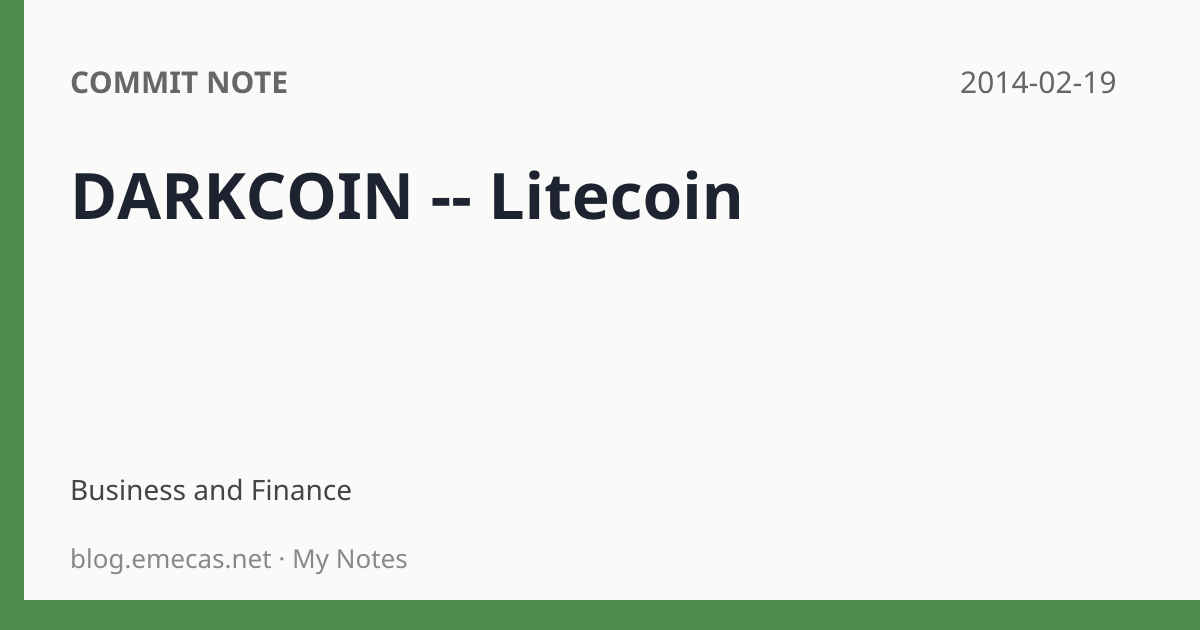 COMMIT NOTE
2014-02-19
DARKCOIN -- Litecoin
Business and Finance
blog.emecas.net · My Notes